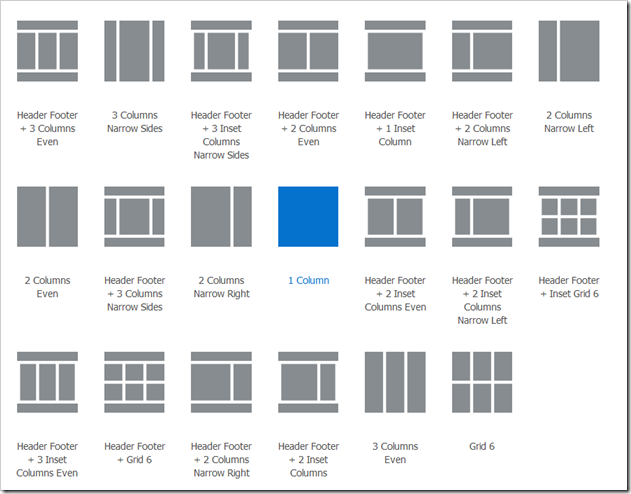 Header Footer
+ 3 Columns
Even
3 Columns
Narrow Sides
Header Footer
+ 3 Inset
Columns
Narrow Sides
Header Footer
+ 2 Columns
Even
Header Footer
+ 1 Inset
Column
Header Footer
+ 2 Columns
Narrow Left
2 Columns
Narrow Left
2 Columns
Even
Header Footer
+ 3 Columns
Narrow Sides
2 Columns
Narrow Right
1 Column
Header Footer
+ 2 Inset
Columns Even
Header Footer
+ 2 Inset
Columns
Narrow Left
Header Footer
+ Inset Grid 6
Header Footer
+ 3 Inset
Columns Even
Header Footer
+ Grid 6
Header Footer
+ 2 Columns
Narrow Right
Header Footer
+ 2 Inset
Columns
3 Columns
Even
Grid 6